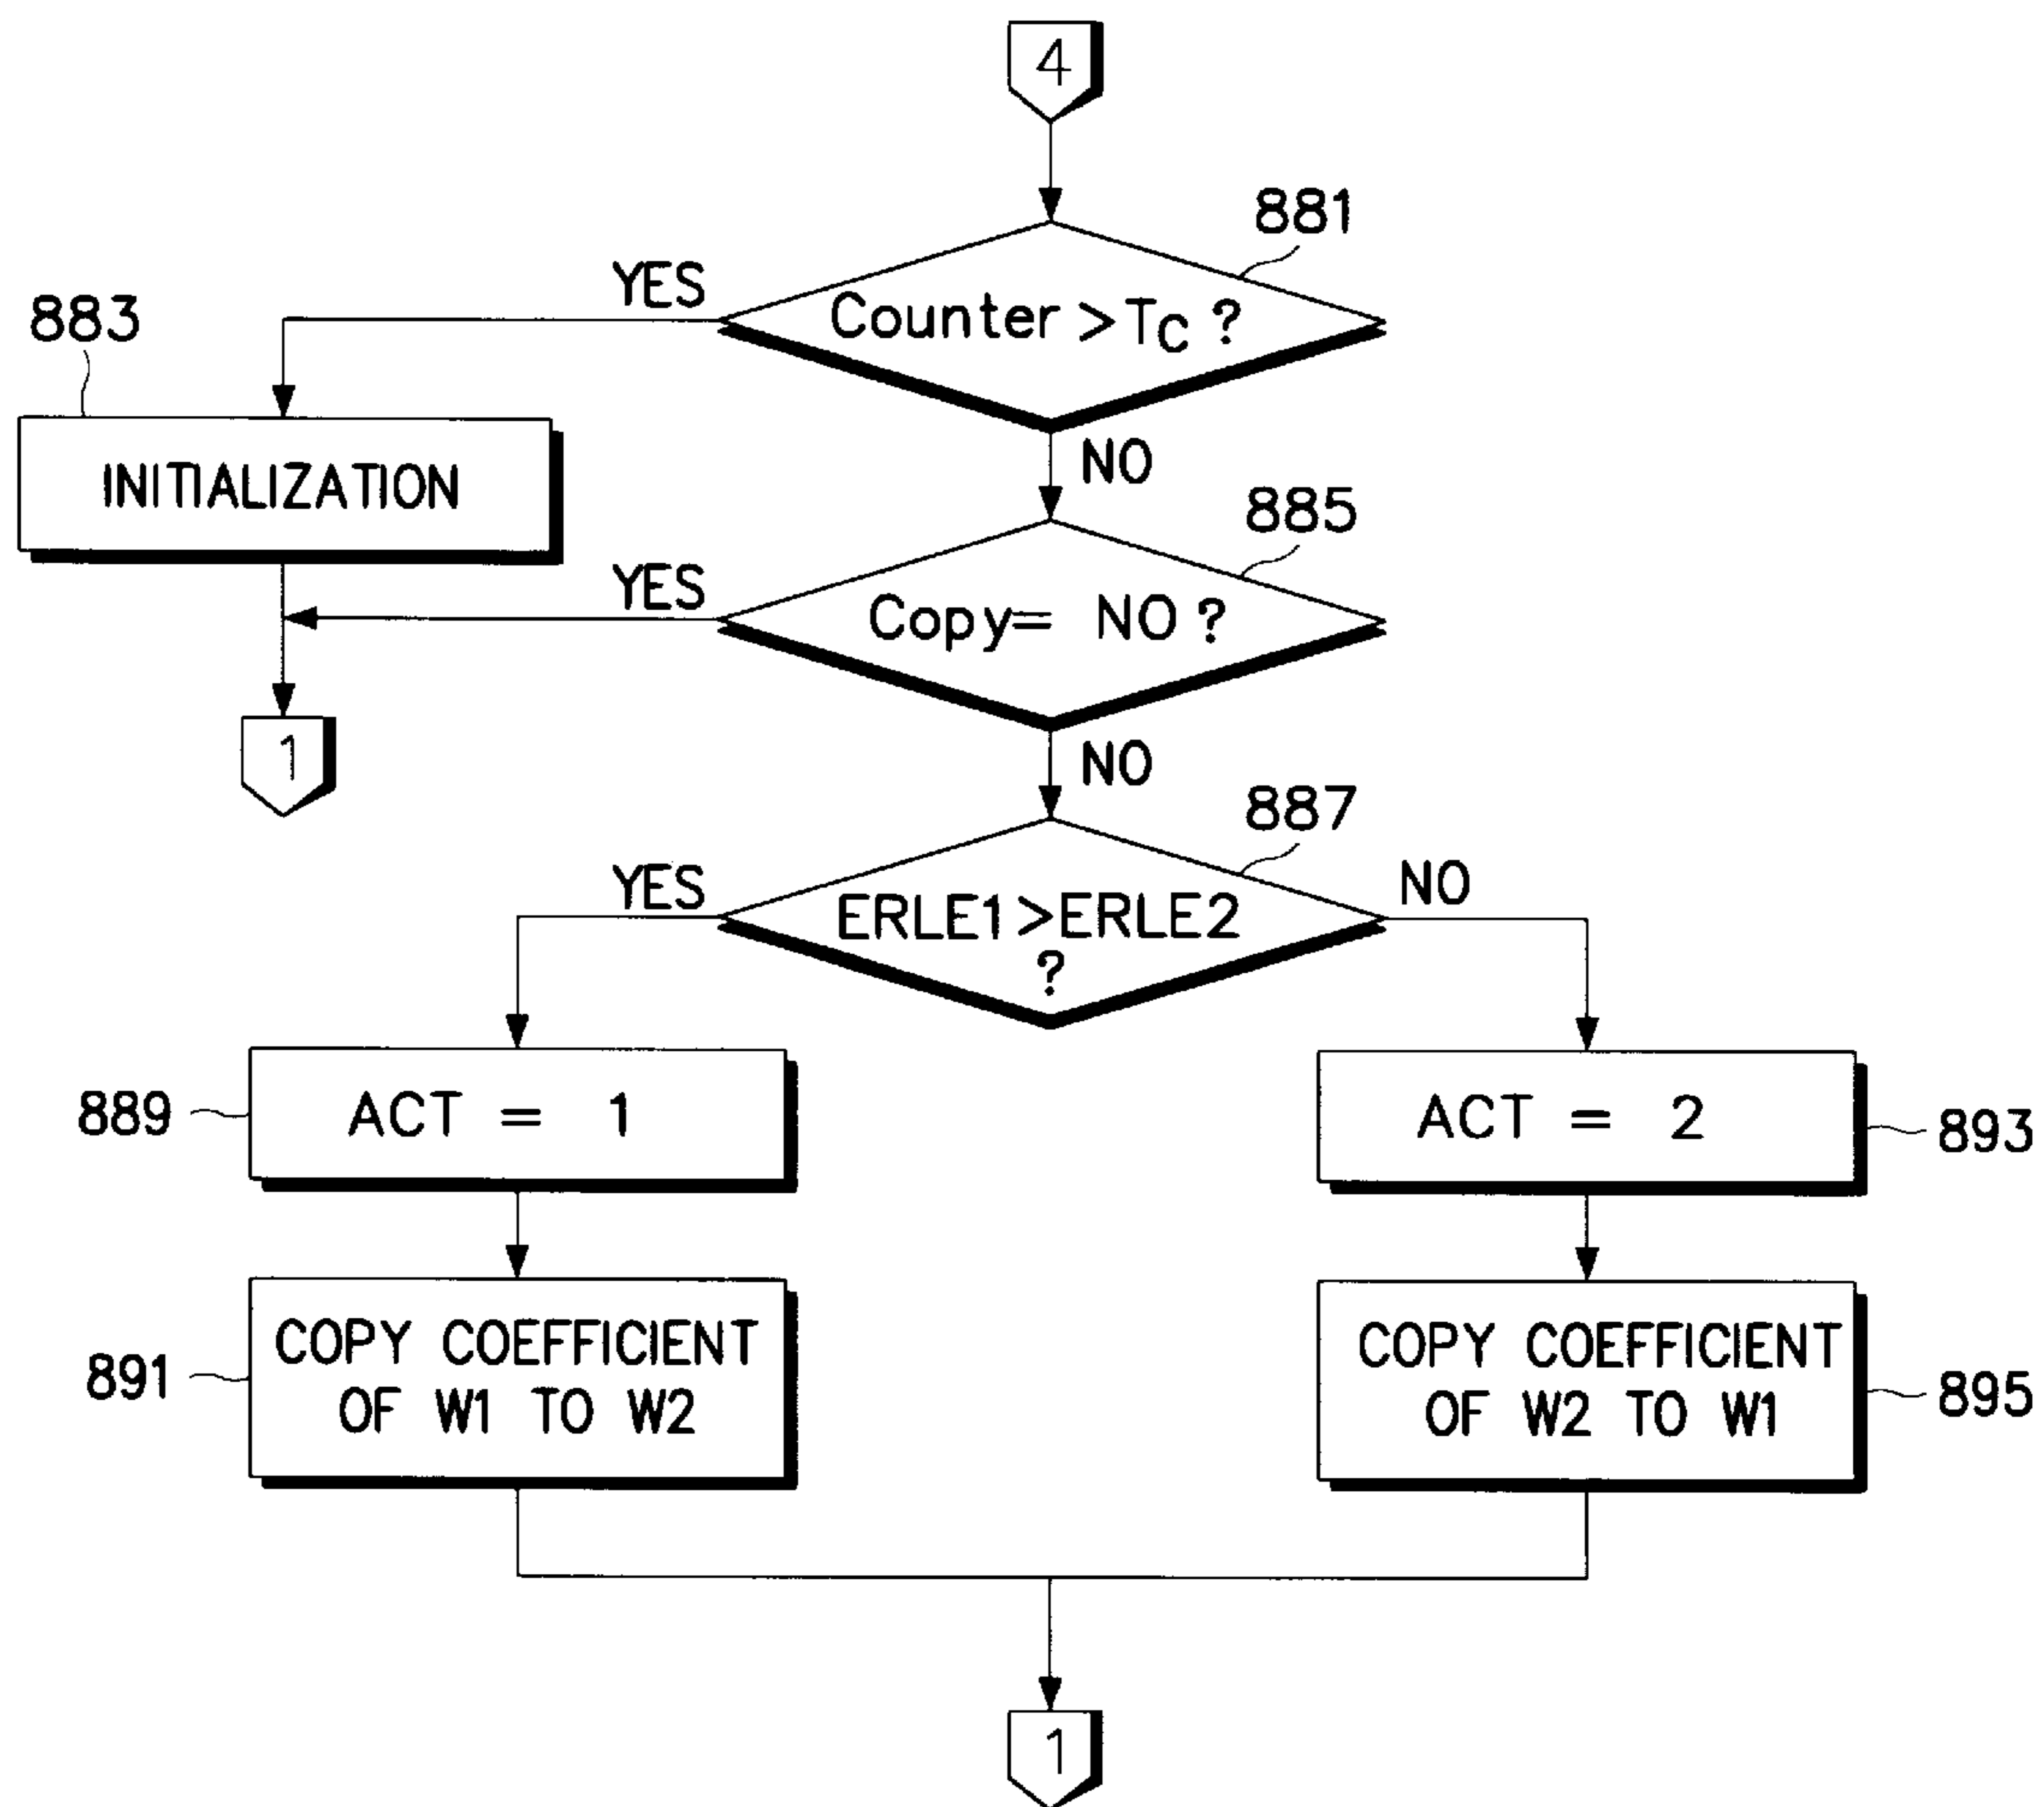 4
881
YES
Counter > Tc ?
883
INITIALIZATION
NO
885
YES
Copy= NO ?
1
NO
887
YES
NO
ERLE1 >ERLE2
?
889
ACT = 1
ACT = 2
893
891
COPY COEFFICIENT
OF W1 TO W2
COPY COEFFICIENT
OF W2 TO W1
895
1